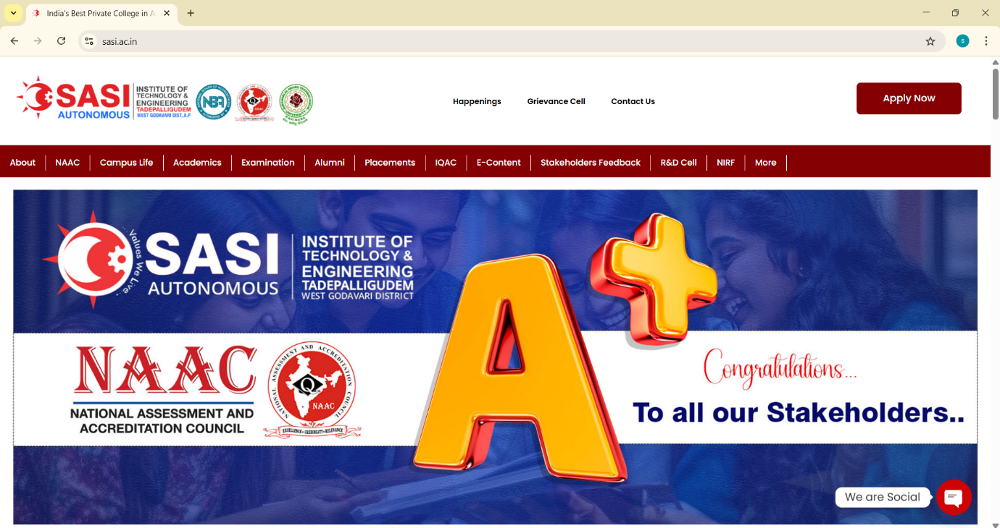 India's Best Private College in A
sasi.ac.in
S
SASI
AUTONOMOUS
INSTITUTE OF
TECHNOLOGY &
ENGINEERING
TADEPALLIGUDEM
WEST GODAVARI DIST., A.P
NBA
NAAC
Happenings
Grievance Cell
Contact Us
Apply Now
About
NAAC
Campus Life
Academics
Examination
Alumni
Placements
IQAC
E-Content
Stakeholders Feedback
R&D Cell
NIRF
More
...Values We Live...
SASI
AUTONOMOUS
INSTITUTE OF
TECHNOLOGY &
ENGINEERING
TADEPALLIGUDEM
WEST GODAVARI DISTRICT
A+
NAAC
NATIONAL ASSESSMENT AND
ACCREDITATION COUNCIL
NATIONAL ASSESSMENT AND ACCREDITATION COUNCIL
Q
NAAC
EXCELLENCE • CREDIBILITY • RELEVANCE
Congratulations...
To all our Stakeholders..
We are Social